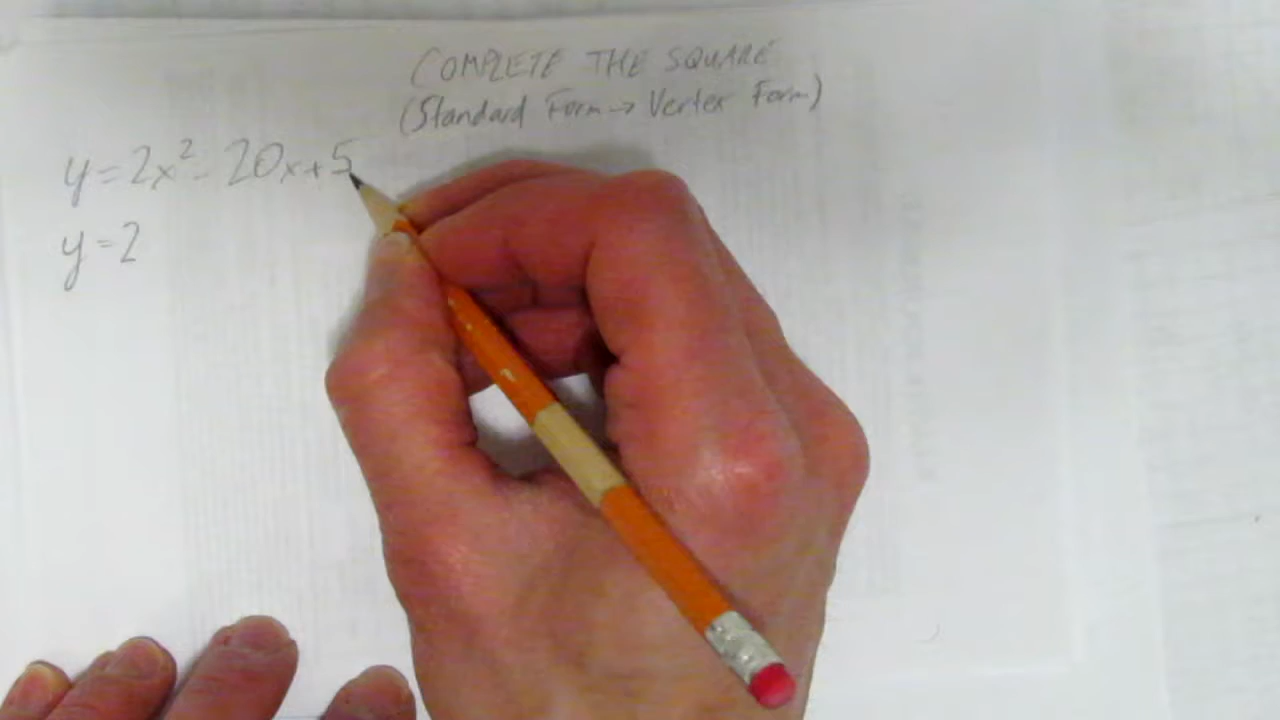 COMPLETE THE SQUARE
(Standard Form → Vertex Form)
y = 2x² - 20x + 5
y = 2